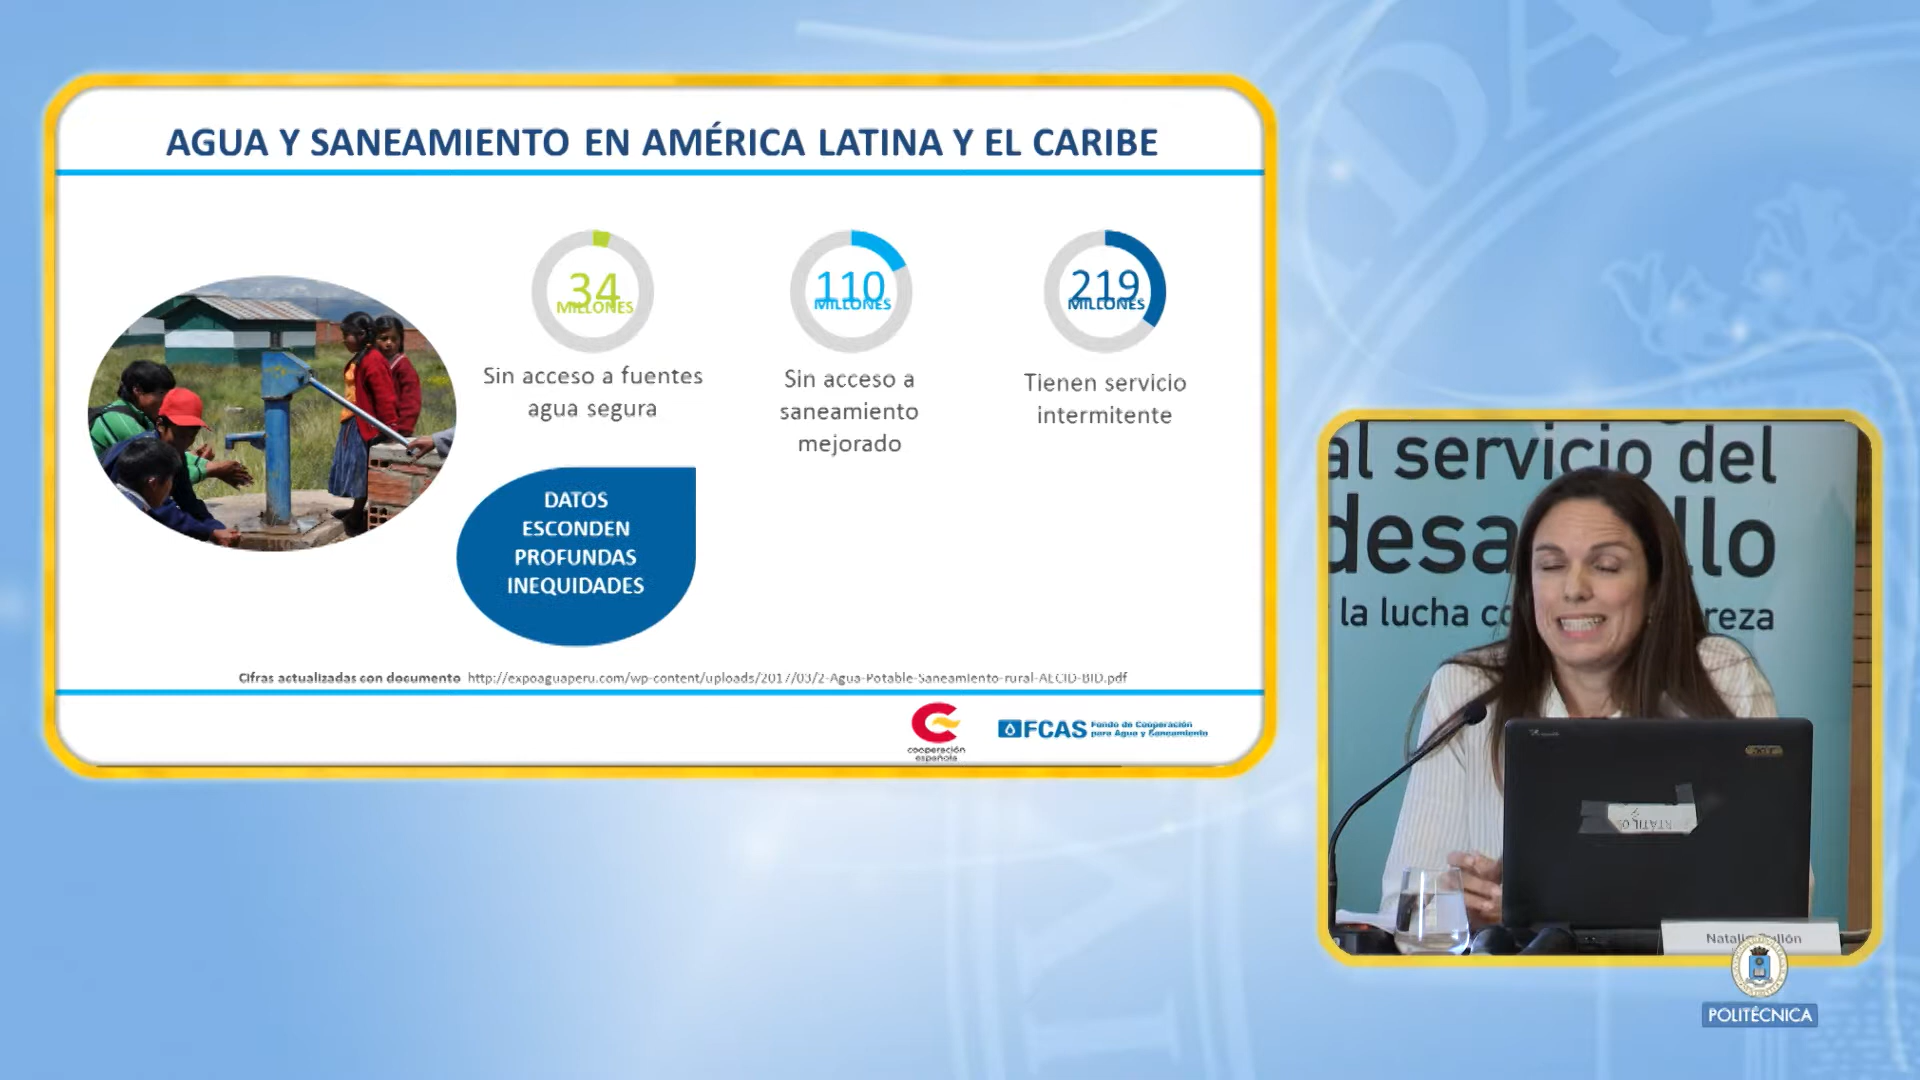 AGUA Y SANEAMIENTO EN AMÉRICA LATINA Y EL CARIBE
34
MILLONES
Sin acceso a fuentes
agua segura
110
MILLONES
Sin acceso a
saneamiento
mejorado
219
MILLONES
Tienen servicio
intermitente
DATOS
ESCONDEN
PROFUNDAS
INEQUIDADES
Cifras actualizadas con documento http://expoaguaperu.com/wp-content/uploads/2017/03/2-Agua-Potable-Saneamiento-rural-AECID-BID.pdf
cooperación
española
FCAS Fondo de Cooperación
para Agua y Saneamiento
al servicio del
la lucha
POLITÉCNICA